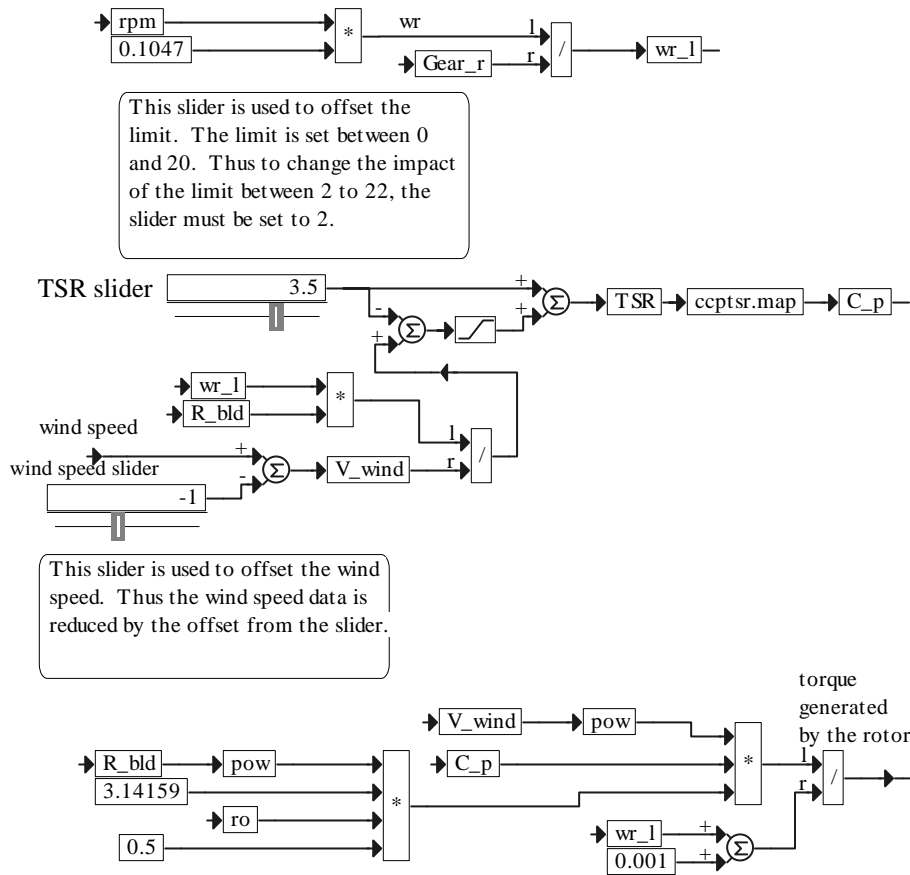 rpm
wr
l
0.1047
*
Gear_r
r
/
wr_l
This slider is used to offset the
limit.  The limit is set between 0
and 20.  Thus to change the impact
of the limit between 2 to 22, the
slider must be set to 2.
TSR slider
3.5
+
-
Σ
+
+
Σ
TSR
ccptsr.map
C_p
wr_l
R_bld
*
wind speed
l
+
wind speed slider
Σ
V_wind
r
/
-
-1
This slider is used to offset the wind
speed.  Thus the wind speed data is
reduced by the offset from the slider.
torque
generated
by the rotor
V_wind
pow
R_bld
pow
C_p
*
l
3.14159
*
r
/
ro
wr_l
+
0.5
0.001
+
Σ